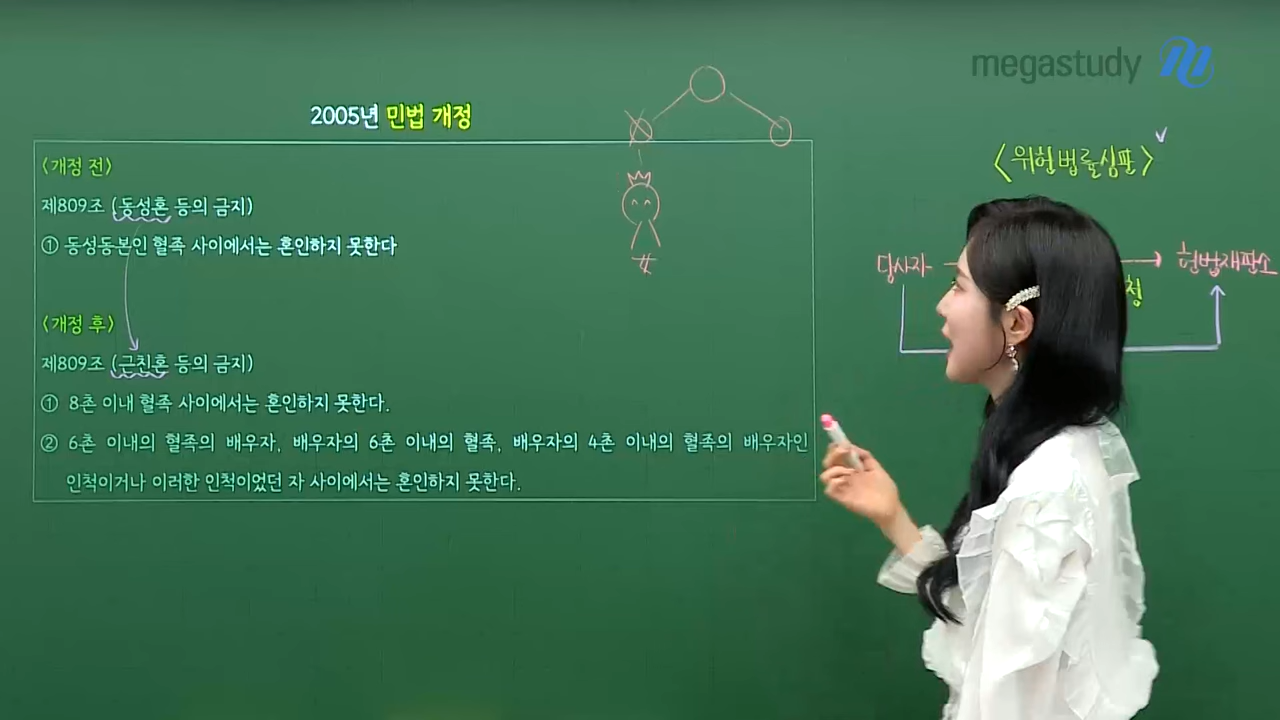 megastudy
2005년 민법 개정
<개정 전>
제809조 (동성혼 등의 금지)
① 동성동본인 혈족 사이에서는 혼인하지 못한다
<개정 후>
제809조 (근친혼 등의 금지)
① 8촌 이내 혈족 사이에서는 혼인하지 못한다.
② 6촌 이내의 혈족의 배우자, 배우자의 6촌 이내의 혈족, 배우자의 4촌 이내의 혈족의 배우자인
인척이거나 이러한 인척이었던 자 사이에서는 혼인하지 못한다.
<위헌법률심판>
당사자
헌법재판소
청